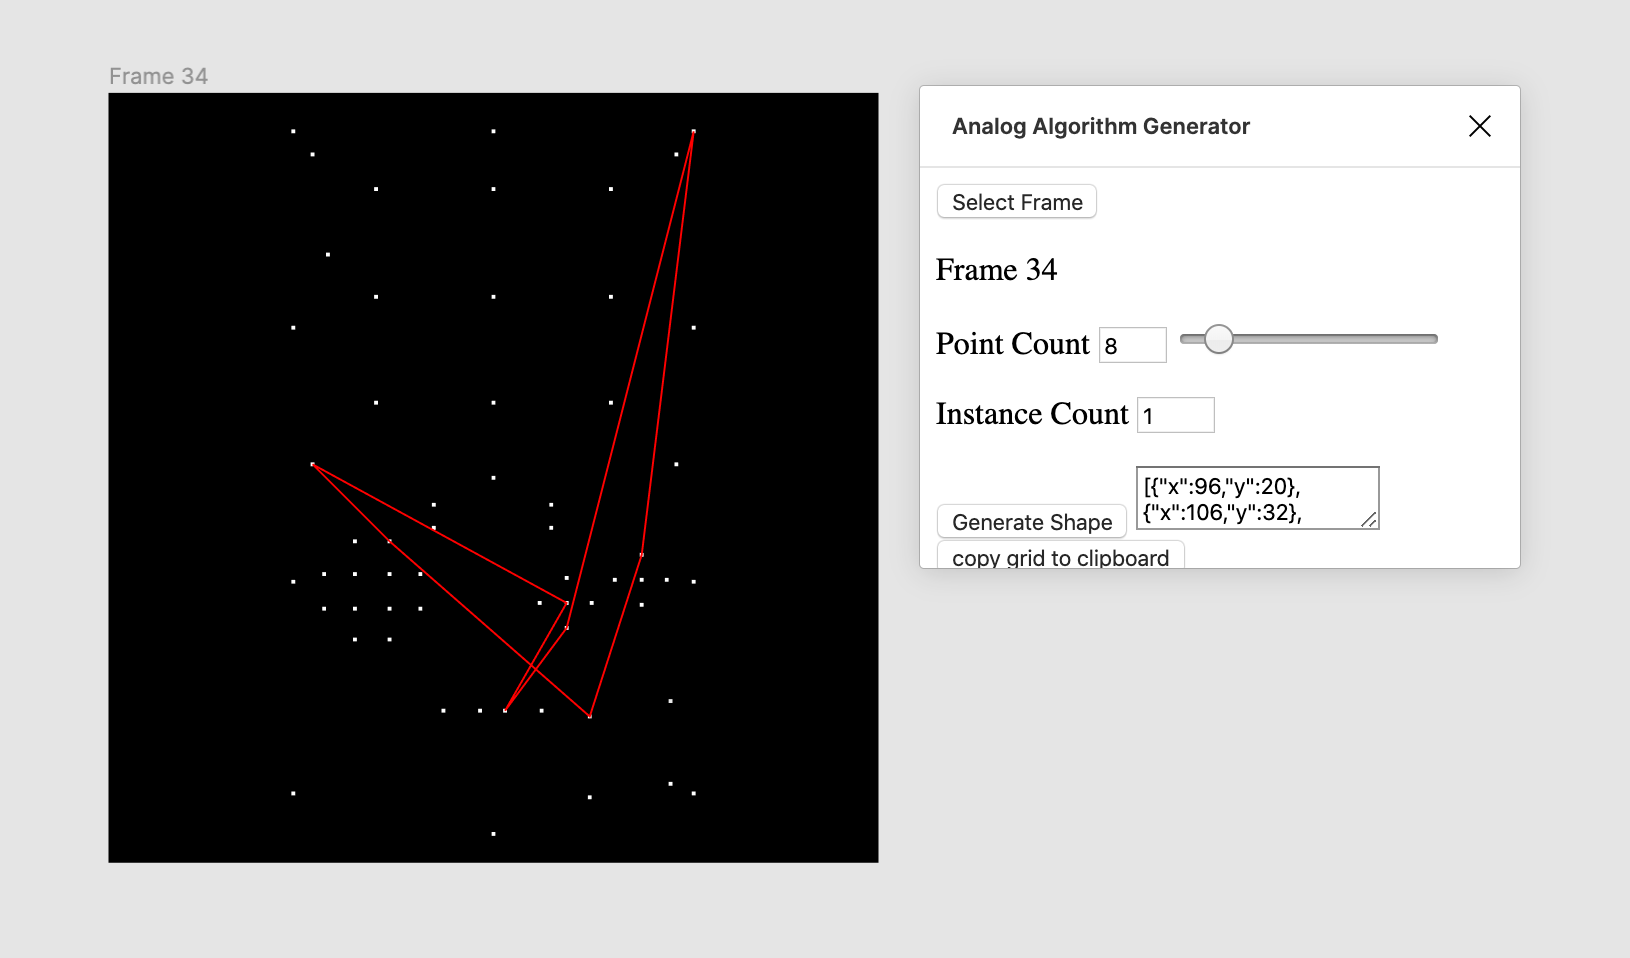 Frame 34
Analog Algorithm Generator
Select Frame
Frame 34
Point Count 8
Instance Count 1
[{"x":96,"y":20},
{"x":106,"y":32},
Generate Shape
copy grid to clipboard